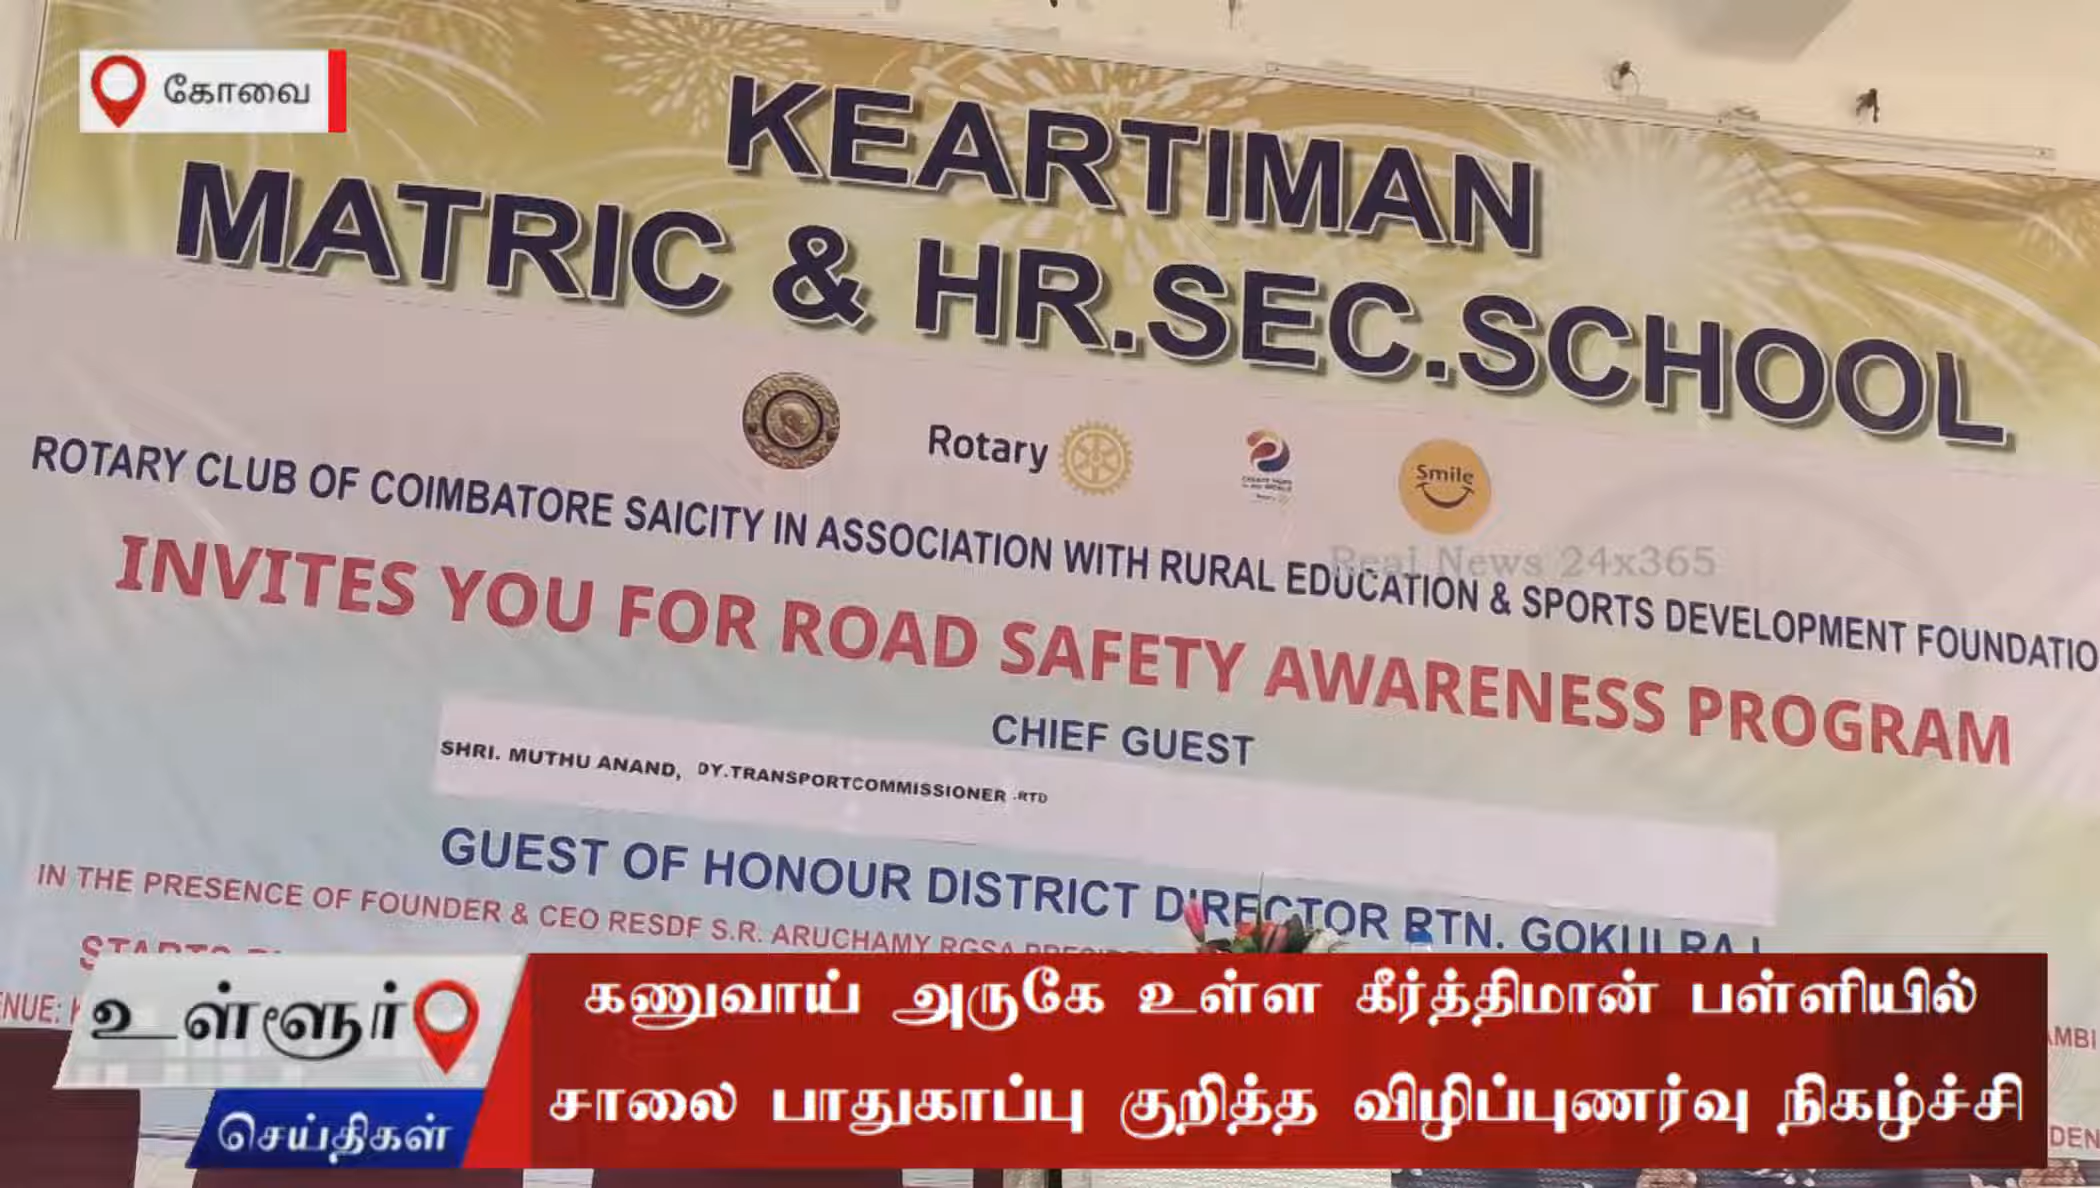 கோவை
KEARTIMAN
MATRIC & HR.SEC.SCHOOL
Rotary
Smile
ROTARY CLUB OF COIMBATORE SAICITY IN ASSOCIATION WITH RURAL EDUCATION & SPORTS DEVELOPMENT FOUNDATIO
Real News 24x365
INVITES YOU FOR ROAD SAFETY AWARENESS PROGRAM
CHIEF GUEST
SHRI. MUTHU ANAND, DY.TRANSPORTCOMMISSIONER .RTD
GUEST OF HONOUR DISTRICT DIRECTOR RTN. GOKULRAJ
IN THE PRESENCE OF FOUNDER & CEO RESDF S.R. ARUCHAMY RGSA
உள்ளூர்
செய்திகள்
கணுவாய் அருகே உள்ள கீர்த்திமான் பள்ளியில்
சாலை பாதுகாப்பு குறித்த விழிப்புணர்வு நிகழ்ச்சி